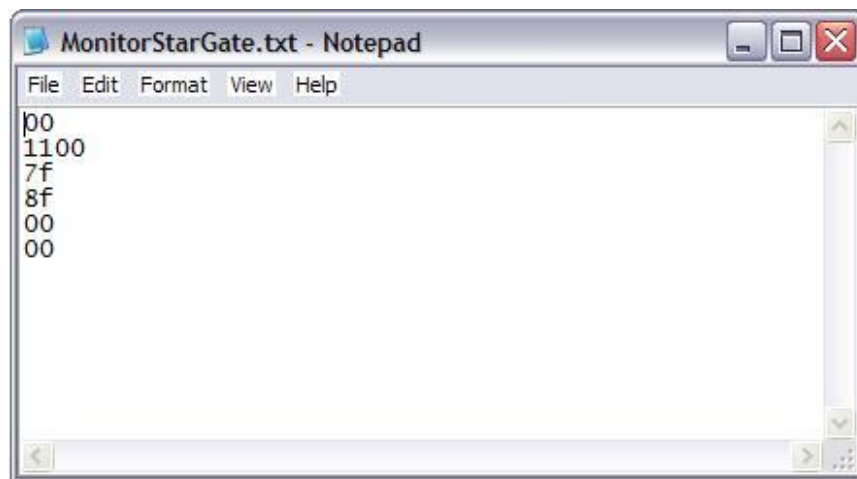 MonitorStarGate.txt - Notepad
File Edit Format View Help
00
1100
7f
8f
00
00